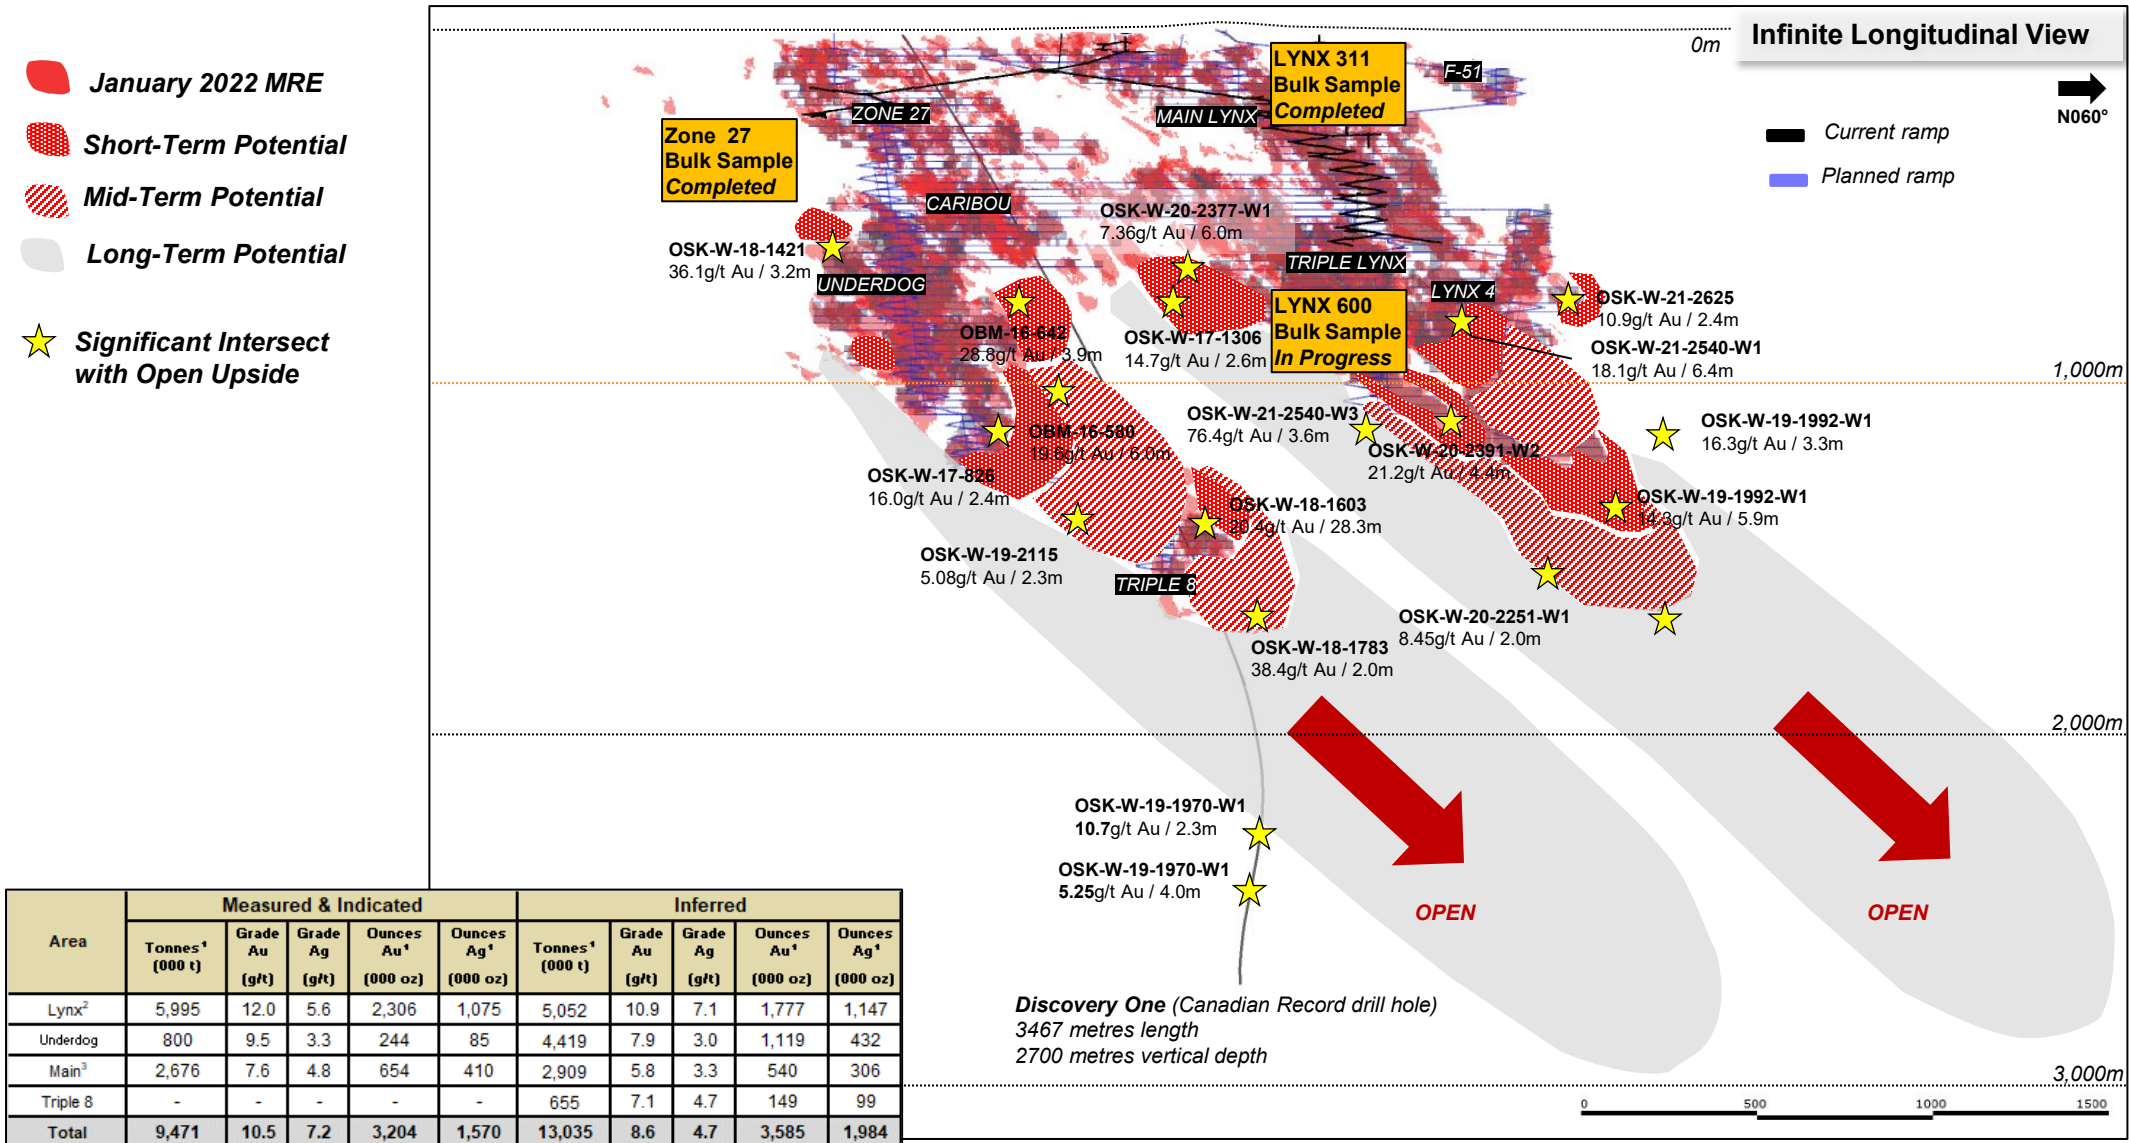 Infinite Longitudinal View
0m
N060°
Current ramp
Planned ramp
January 2022 MRE
Short-Term Potential
Mid-Term Potential
Long-Term Potential
Significant Intersect
with Open Upside
LYNX 311
Bulk Sample
Completed
F-51
ZONE 27
MAIN LYNX
Zone 27
Bulk Sample
Completed
CARIBOU
OSK-W-20-2377-W1
7.36g/t Au / 6.0m
OSK-W-18-1421
36.1g/t Au / 3.2m
UNDERDOG
TRIPLE LYNX
LYNX 4
LYNX 600
Bulk Sample
In Progress
OSK-W-21-2625
10.9g/t Au / 2.4m
OBM-16-642
28.8g/t Au / 3.9m
OSK-W-17-1306
14.7g/t Au / 2.6m
OSK-W-21-2540-W1
18.1g/t Au / 6.4m
1,000m
OSK-W-21-2540-W3
76.4g/t Au / 3.6m
OSK-W-19-1992-W1
16.3g/t Au / 3.3m
OBM-16-580
19.6g/t Au / 6.0m
OSK-W-20-2391-W2
21.2g/t Au / 4.4m
OSK-W-17-826
16.0g/t Au / 2.4m
OSK-W-18-1603
20.4g/t Au / 28.3m
OSK-W-19-1992-W1
14.3g/t Au / 5.9m
OSK-W-19-2115
5.08g/t Au / 2.3m
TRIPLE 8
OSK-W-20-2251-W1
8.45g/t Au / 2.0m
OSK-W-18-1783
38.4g/t Au / 2.0m
2,000m
OSK-W-19-1970-W1
10.7g/t Au / 2.3m
OSK-W-19-1970-W1
5.25g/t Au / 4.0m
OPEN
OPEN
Discovery One (Canadian Record drill hole)
3467 metres length
2700 metres vertical depth
3,000m
0 500 1000 1500
Area Measured & Indicated Inferred
Tonnes¹ (000 t) Grade Au (g/t) Grade Ag (g/t) Ounces Au¹ (000 oz) Ounces Ag¹ (000 oz) Tonnes¹ (000 t) Grade Au (g/t) Grade Ag (g/t) Ounces Au¹ (000 oz) Ounces Ag¹ (000 oz)
Lynx² 5,995 12.0 5.6 2,306 1,075 5,052 10.9 7.1 1,777 1,147
Underdog 800 9.5 3.3 244 85 4,419 7.9 3.0 1,119 432
Main³ 2,676 7.6 4.8 654 410 2,909 5.8 3.3 540 306
Triple 8 - - - - - 655 7.1 4.7 149 99
Total 9,471 10.5 7.2 3,204 1,570 13,035 8.6 4.7 3,585 1,984